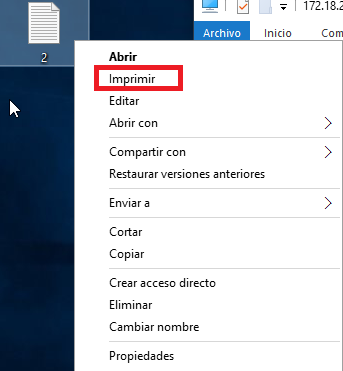 172.18.2
Archivo Inicio Com
2
Abrir
Imprimir
Editar
Abrir con
Compartir con
Restaurar versiones anteriores
Enviar a
Cortar
Copiar
Crear acceso directo
Eliminar
Cambiar nombre
Propiedades